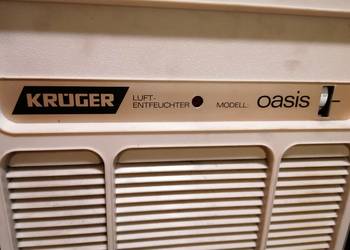 KRÜGER
LUFT-
ENTFEUCHTER
MODELL: oasis